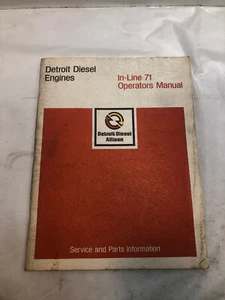 Detroit Diesel
Engines
In-Line 71
Operators Manual
Detroit Diesel
Allison
Service and Parts Information